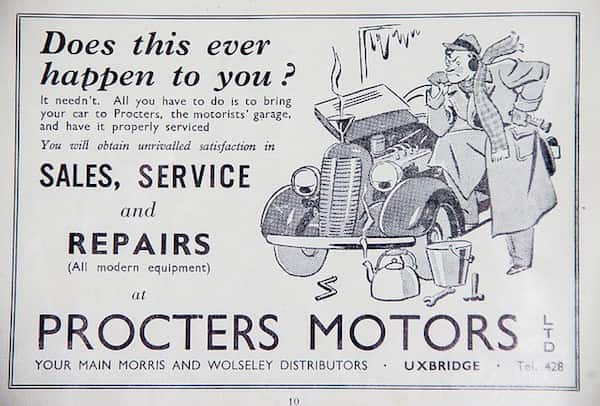 Does this ever
happen to you?
It needn't. All you have to do is to bring
your car to Procters, the motorists' garage,
and have it properly serviced
You will obtain unrivalled satisfaction in
SALES, SERVICE
and
REPAIRS
(All modern equipment)
at
PROCTERS MOTORS LTD
YOUR MAIN MORRIS AND WOLSELEY DISTRIBUTORS · UXBRIDGE · Tel. 428
10